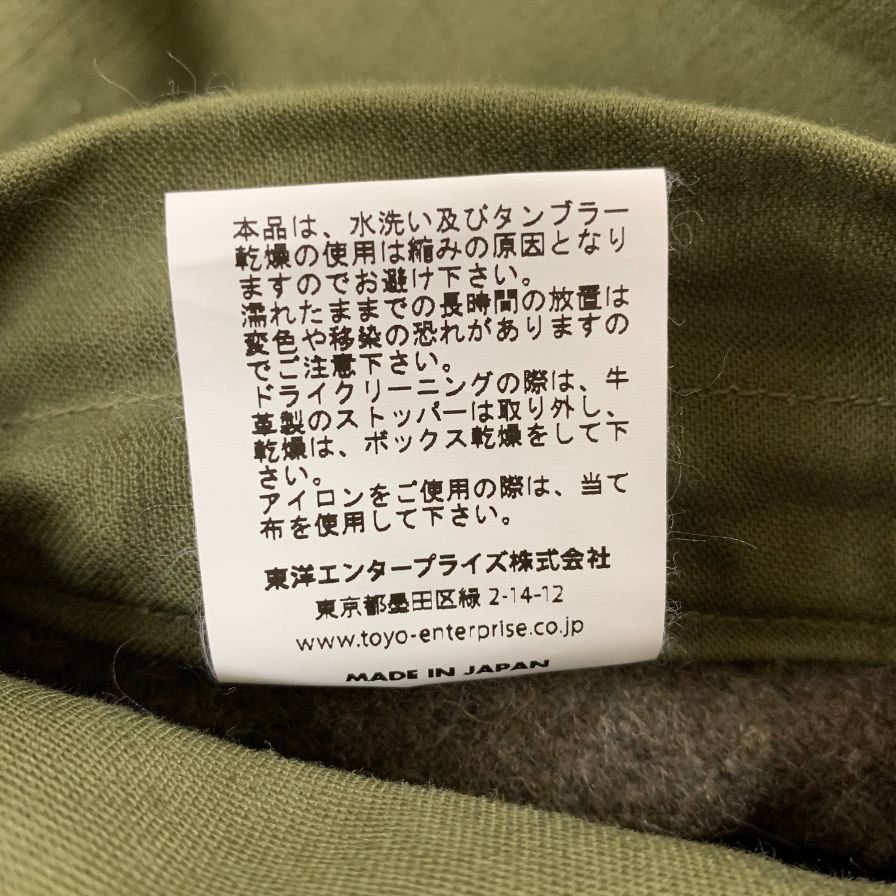 本品は、水洗い及びタンブラー
乾燥の使用は縮みの原因となり
ますのでお避け下さい。
濡れたままでの長時間の放置は
変色や移染の恐れがありますの
でご注意下さい。
ドライクリーニングの際は、牛
革製のストッパーは取り外し、
乾燥は、ボックス乾燥をして下
さい。
アイロンをご使用の際は、当て
布を使用して下さい。
東洋エンタープライズ株式会社
東京都墨田区緑 2-14-12
www.toyo-enterprise.co.jp
MADE IN JAPAN